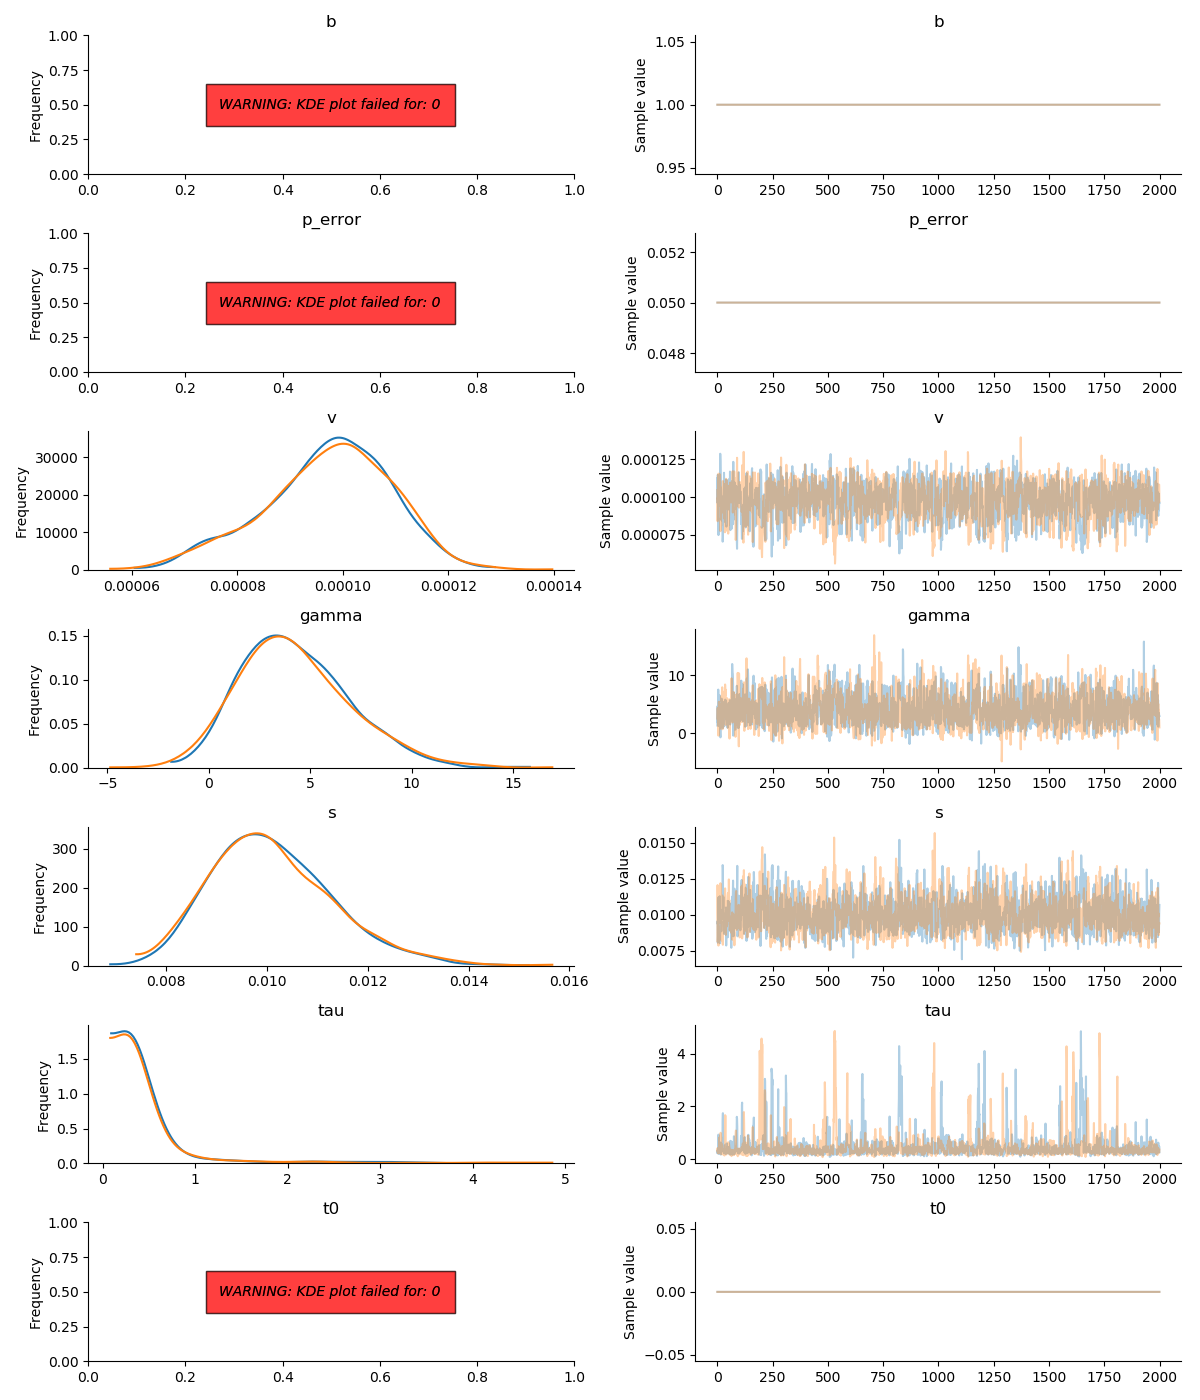 b
b
1.00
0.75
0.50
0.25
0.00
Frequency
WARNING: KDE plot failed for: 0
0.0 0.2 0.4 0.6 0.8 1.0
1.05
1.00
0.95
Sample value
0 250 500 750 1000 1250 1500 1750 2000
p_error
p_error
1.00
0.75
0.50
0.25
0.00
Frequency
WARNING: KDE plot failed for: 0
0.0 0.2 0.4 0.6 0.8 1.0
0.052
0.050
0.048
Sample value
0 250 500 750 1000 1250 1500 1750 2000
v
v
30000
20000
10000
0
Frequency
0.00006 0.00008 0.00010 0.00012 0.00014
0.000125
0.000100
0.000075
Sample value
0 250 500 750 1000 1250 1500 1750 2000
gamma
gamma
0.15
0.10
0.05
0.00
Frequency
−5 0 5 10 15
10
0
Sample value
0 250 500 750 1000 1250 1500 1750 2000
s
s
300
200
100
0
Frequency
0.008 0.010 0.012 0.014 0.016
0.0150
0.0125
0.0100
0.0075
Sample value
0 250 500 750 1000 1250 1500 1750 2000
tau
tau
1.5
1.0
0.5
0.0
Frequency
0 1 2 3 4 5
4
2
0
Sample value
0 250 500 750 1000 1250 1500 1750 2000
t0
t0
1.00
0.75
0.50
0.25
0.00
Frequency
WARNING: KDE plot failed for: 0
0.0 0.2 0.4 0.6 0.8 1.0
0.05
0.00
−0.05
Sample value
0 250 500 750 1000 1250 1500 1750 2000